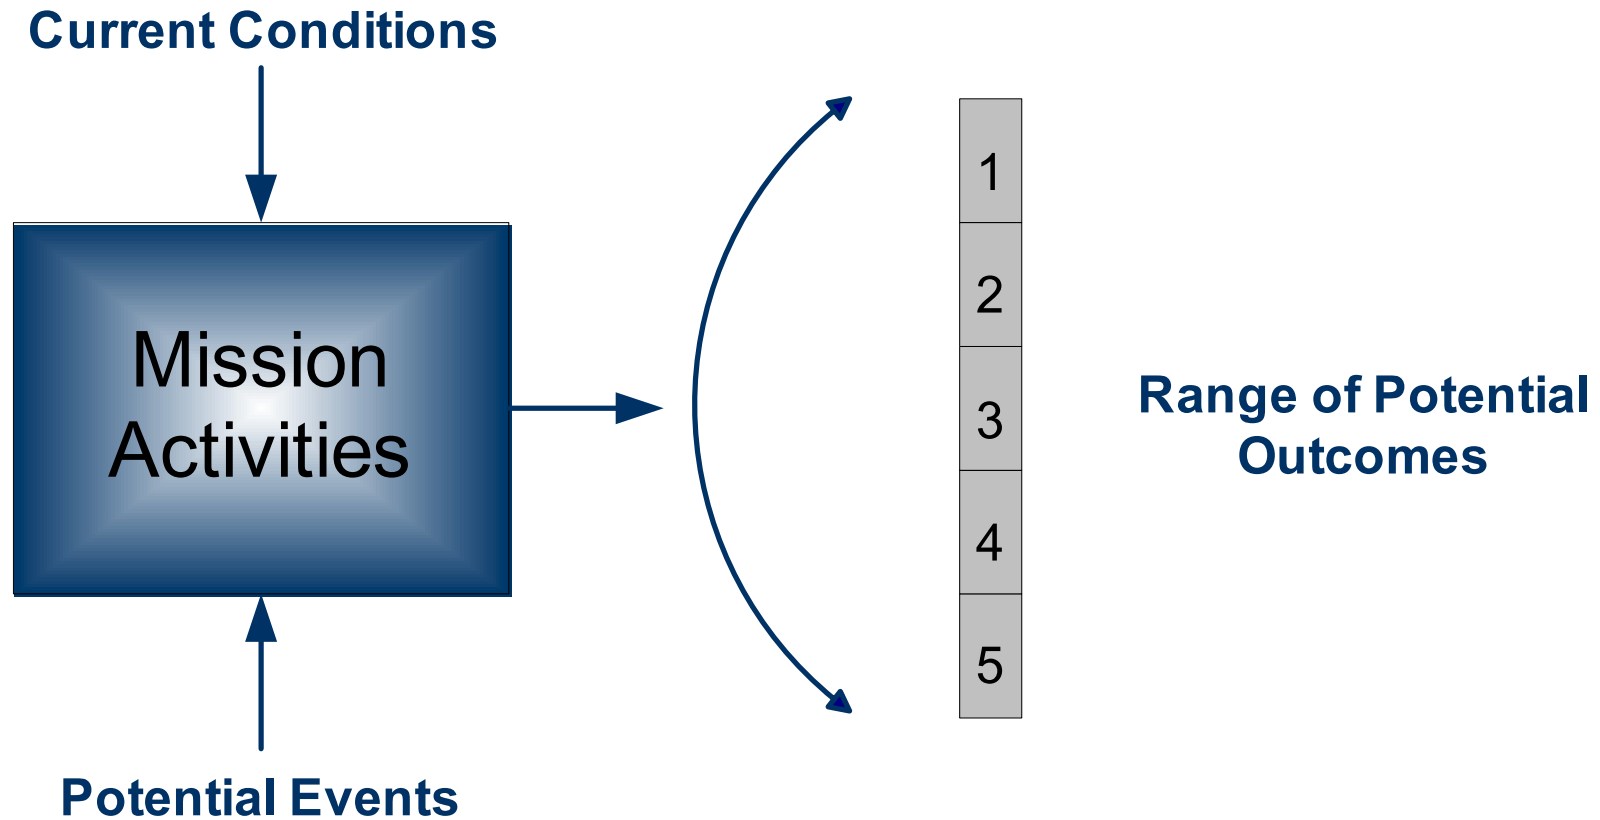 Current Conditions
Mission
Activities
Potential Events
1
2
3
4
5
Range of Potential
Outcomes